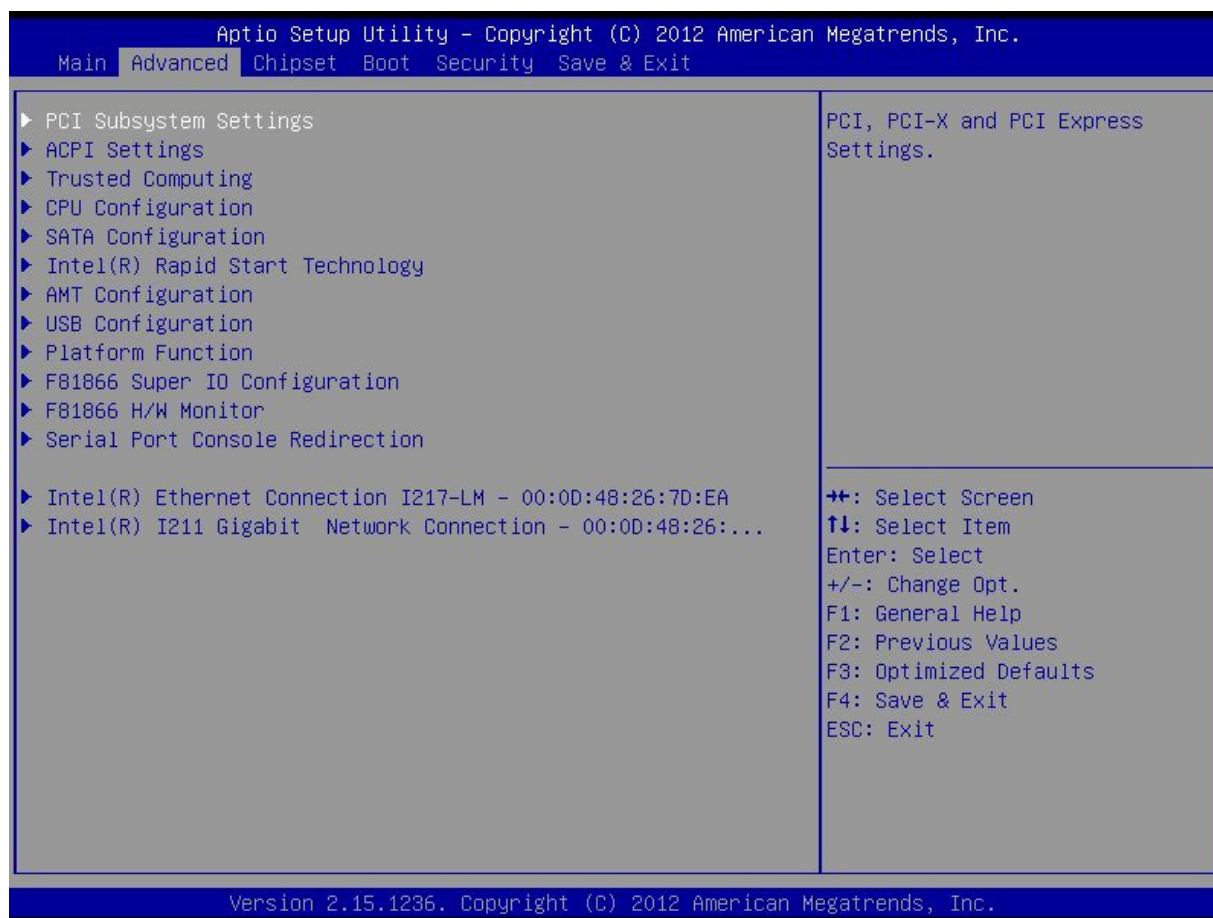 Aptio Setup Utility – Copyright (C) 2012 American Megatrends, Inc.
Main Advanced Chipset Boot Security Save & Exit
▶ PCI Subsystem Settings
▶ ACPI Settings
▶ Trusted Computing
▶ CPU Configuration
▶ SATA Configuration
▶ Intel(R) Rapid Start Technology
▶ AMT Configuration
▶ USB Configuration
▶ Platform Function
▶ F81866 Super IO Configuration
▶ F81866 H/W Monitor
▶ Serial Port Console Redirection
▶ Intel(R) Ethernet Connection I217-LM – 00:0D:48:26:7D:EA
▶ Intel(R) I211 Gigabit  Network Connection – 00:0D:48:26:...
PCI, PCI-X and PCI Express
Settings.
→←: Select Screen
↑↓: Select Item
Enter: Select
+/-: Change Opt.
F1: General Help
F2: Previous Values
F3: Optimized Defaults
F4: Save & Exit
ESC: Exit
Version 2.15.1236. Copyright (C) 2012 American Megatrends, Inc.